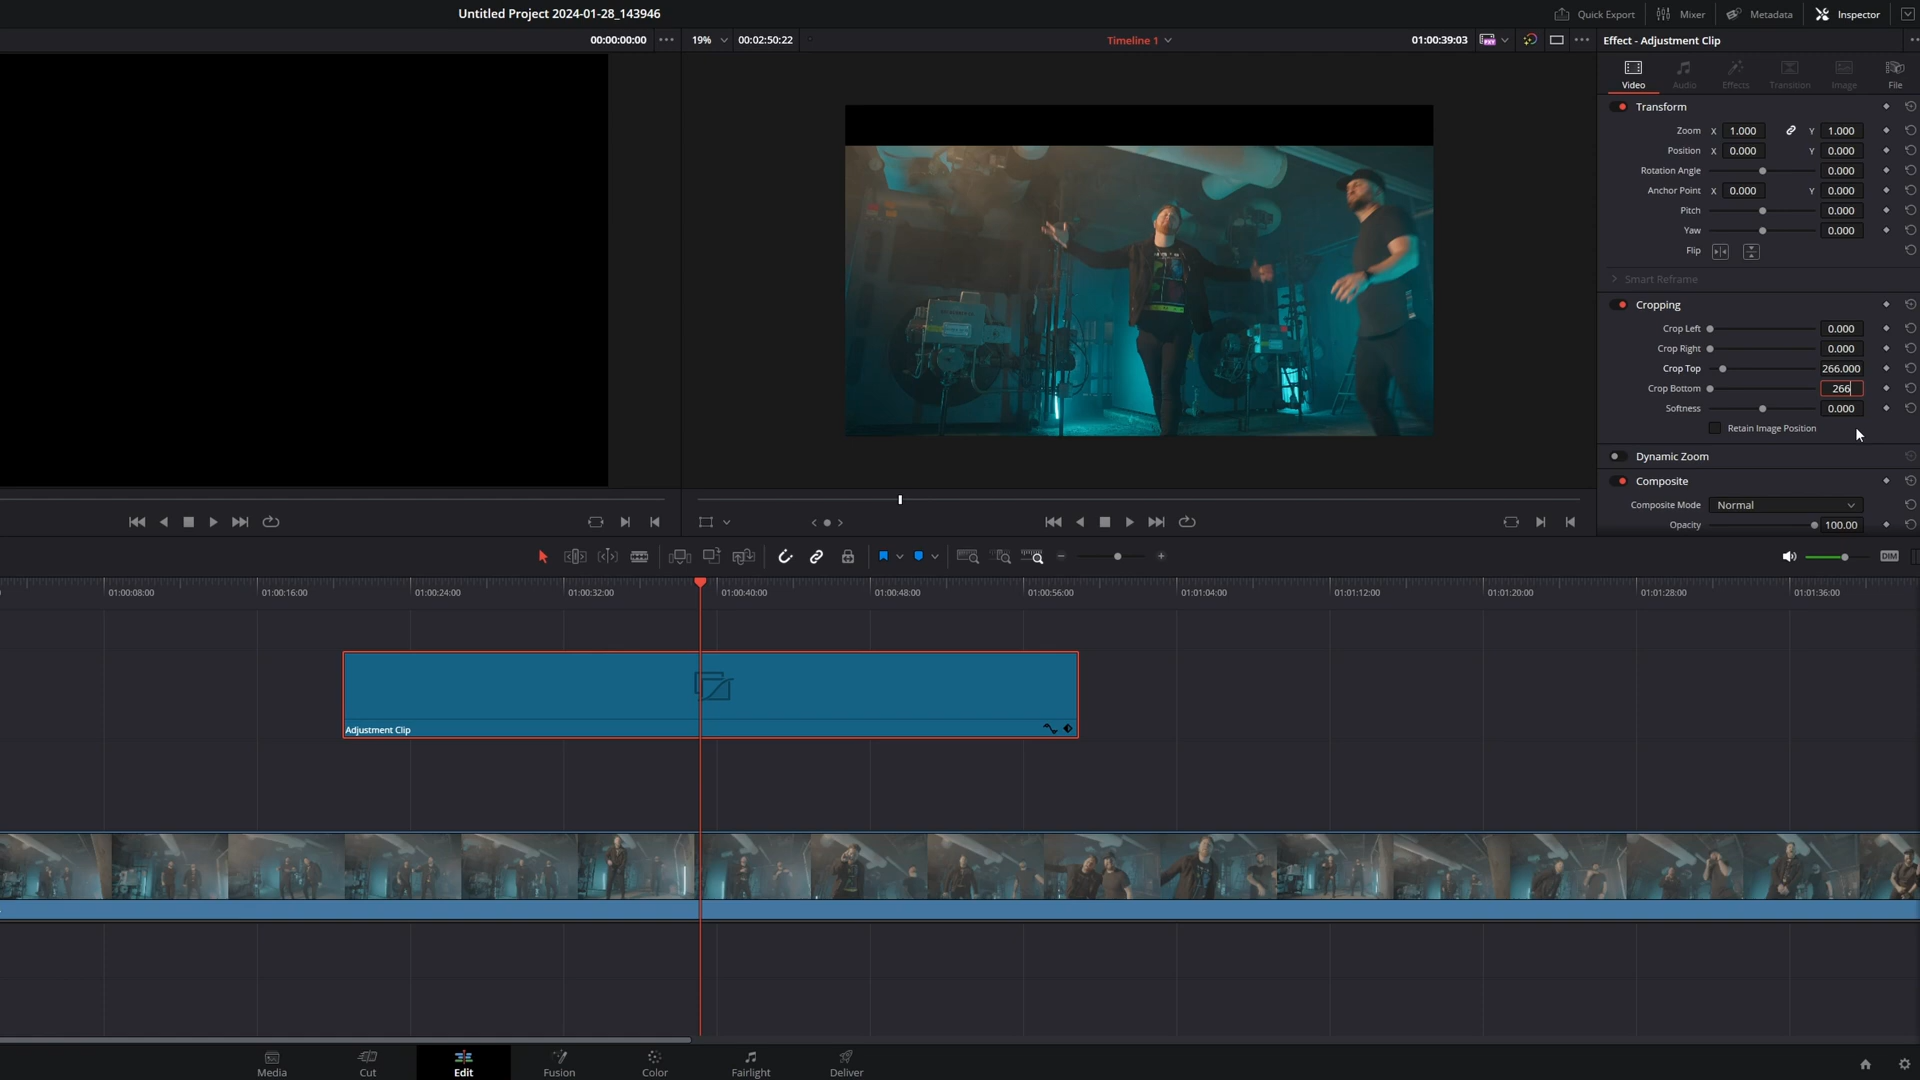 Untitled Project 2024-01-28_143946
Quick Export Mixer Metadata Inspector
00:00:00:00 19% 00:02:50:22 Timeline 1 01:00:39:03 Effect - Adjustment Clip
Video Audio Effects Transition Image File
Transform
Zoom X 1.000 Y 1.000
Position X 0.000 Y 0.000
Rotation Angle 0.000
Anchor Point X 0.000 Y 0.000
Pitch 0.000
Yaw 0.000
Flip
Smart Reframe
Cropping
Crop Left 0.000
Crop Right 0.000
Crop Top 266.000
Crop Bottom 266
Softness 0.000
Retain Image Position
Dynamic Zoom
Composite
Composite Mode Normal
Opacity 100.00
DIM
01:00:08:00 01:00:16:00 01:00:24:00 01:00:32:00 01:00:40:00 01:00:48:00 01:00:56:00 01:01:04:00 01:01:12:00 01:01:20:00 01:01:28:00 01:01:36:00
Adjustment Clip
Media Cut Edit Fusion Color Fairlight Deliver